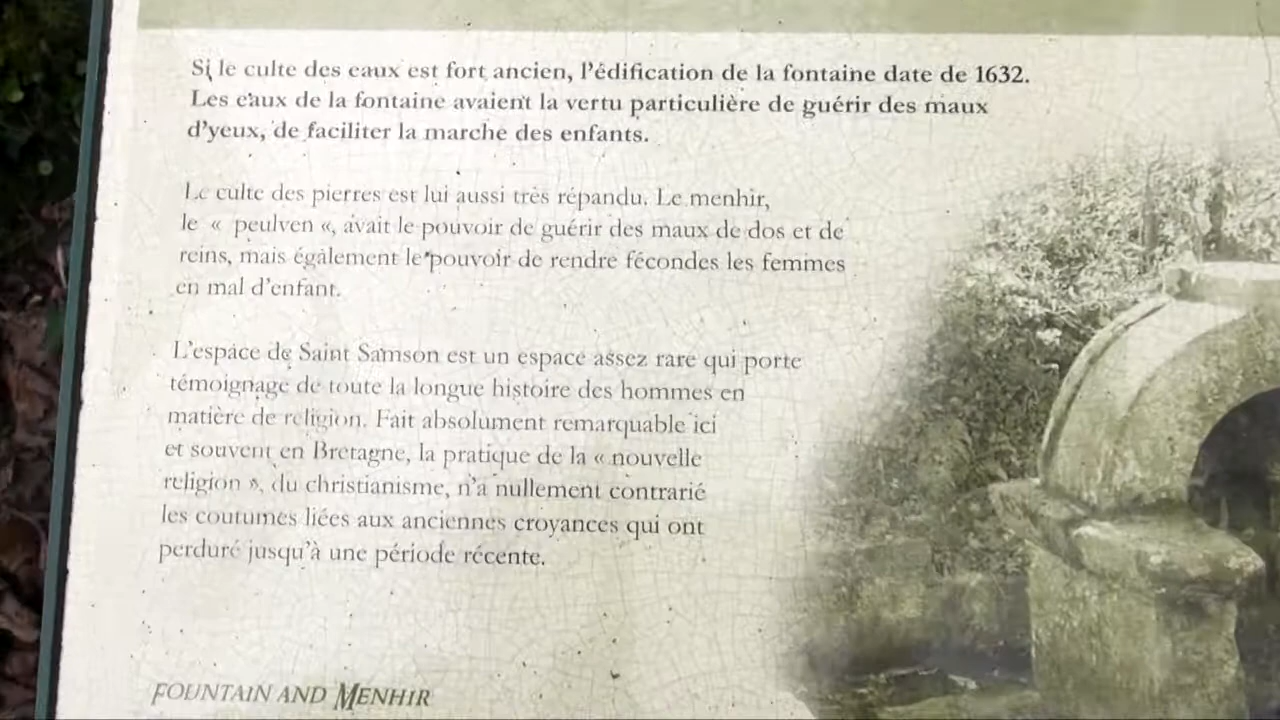 Si le culte des eaux est fort ancien, l'édification de la fontaine date de 1632.
Les eaux de la fontaine avaient la vertu particulière de guérir des maux
d'yeux, de faciliter la marche des enfants.
Le culte des pierres est lui aussi très répandu. Le menhir,
le « peulven «, avait le pouvoir de guérir des maux de dos et de
reins, mais également le pouvoir de rendre fécondes les femmes
en mal d'enfant.
L'espace de Saint Samson est un espace assez rare qui porte
témoignage de toute la longue histoire des hommes en
matière de religion. Fait absolument remarquable ici
et souvent en Bretagne, la pratique de la « nouvelle
religion », du christianisme, n'a nullement contrarié
les coutumes liées aux anciennes croyances qui ont
perduré jusqu'à une période récente.
FOUNTAIN AND MENHIR